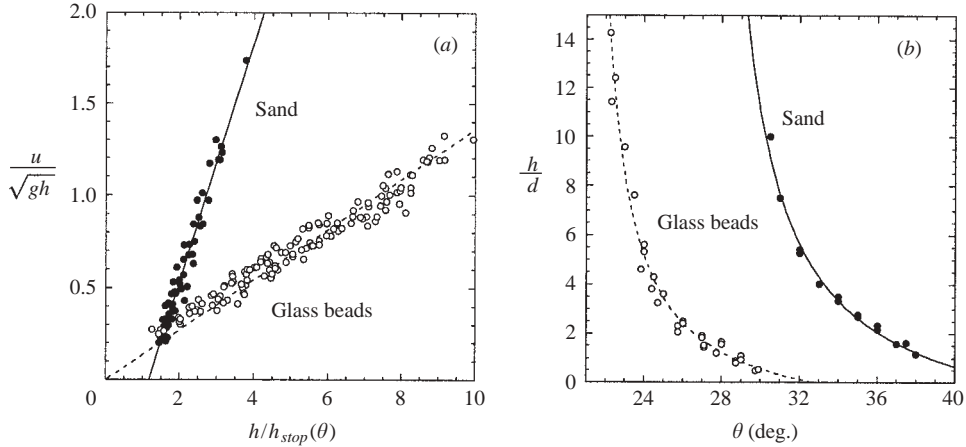 2.0
1.5
1.0
0.5
0
u
√gh
(a)
Sand
Glass beads
0
2
4
6
8
10
h/h_stop(θ)
14
12
10
8
6
4
2
0
h
d
(b)
Sand
Glass beads
24
28
32
36
40
θ (deg.)